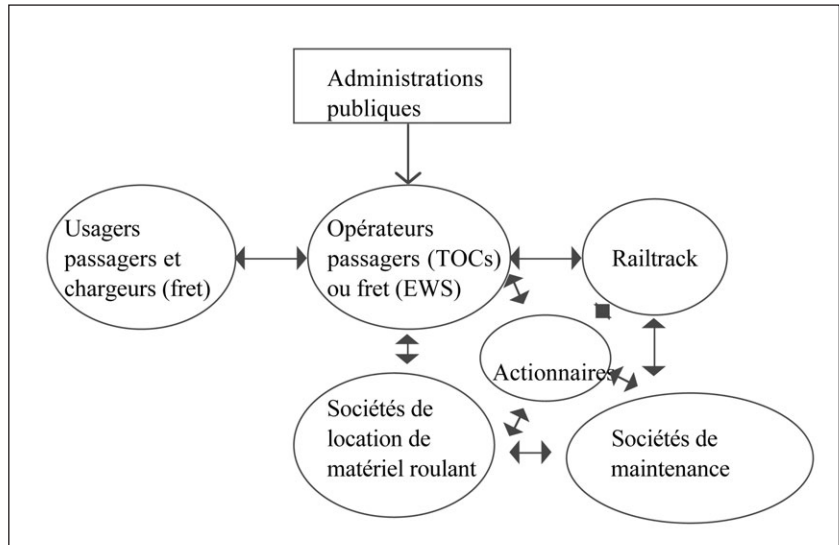 Administrations
publiques
Usagers
passagers et
chargeurs (fret)
Opérateurs
passagers (TOCs)
ou fret (EWS)
Railtrack
Actionnaires
Sociétés de
location de
matériel roulant
Sociétés de
maintenance